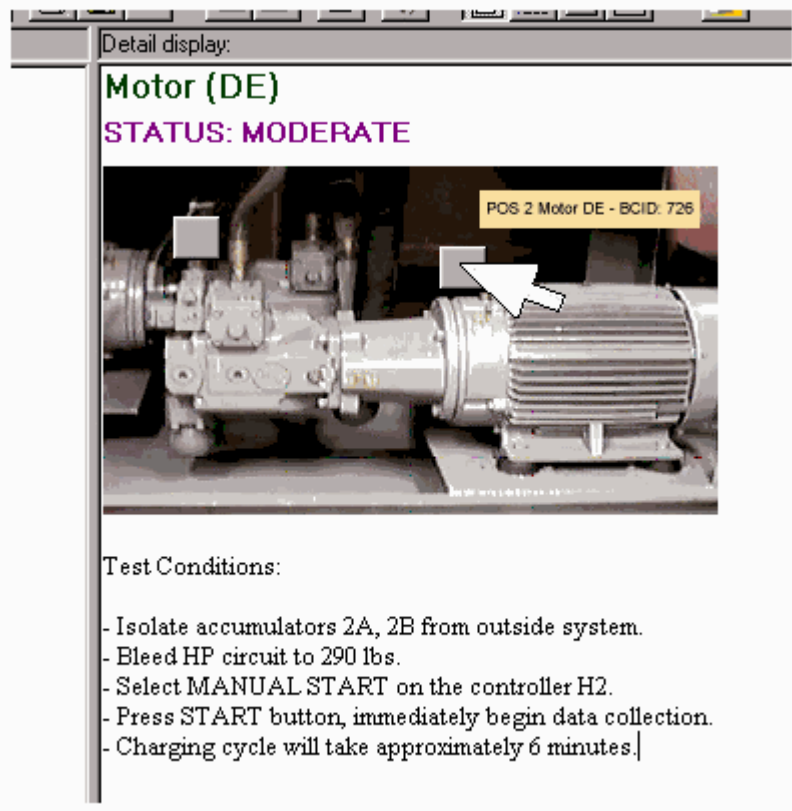 Detail display:
Motor (DE)
STATUS: MODERATE
POS 2 Motor DE - BCID: 726
Test Conditions:
- Isolate accumulators 2A, 2B from outside system.
- Bleed HP circuit to 290 lbs.
- Select MANUAL START on the controller H2.
- Press START button, immediately begin data collection.
- Charging cycle will take approximately 6 minutes.